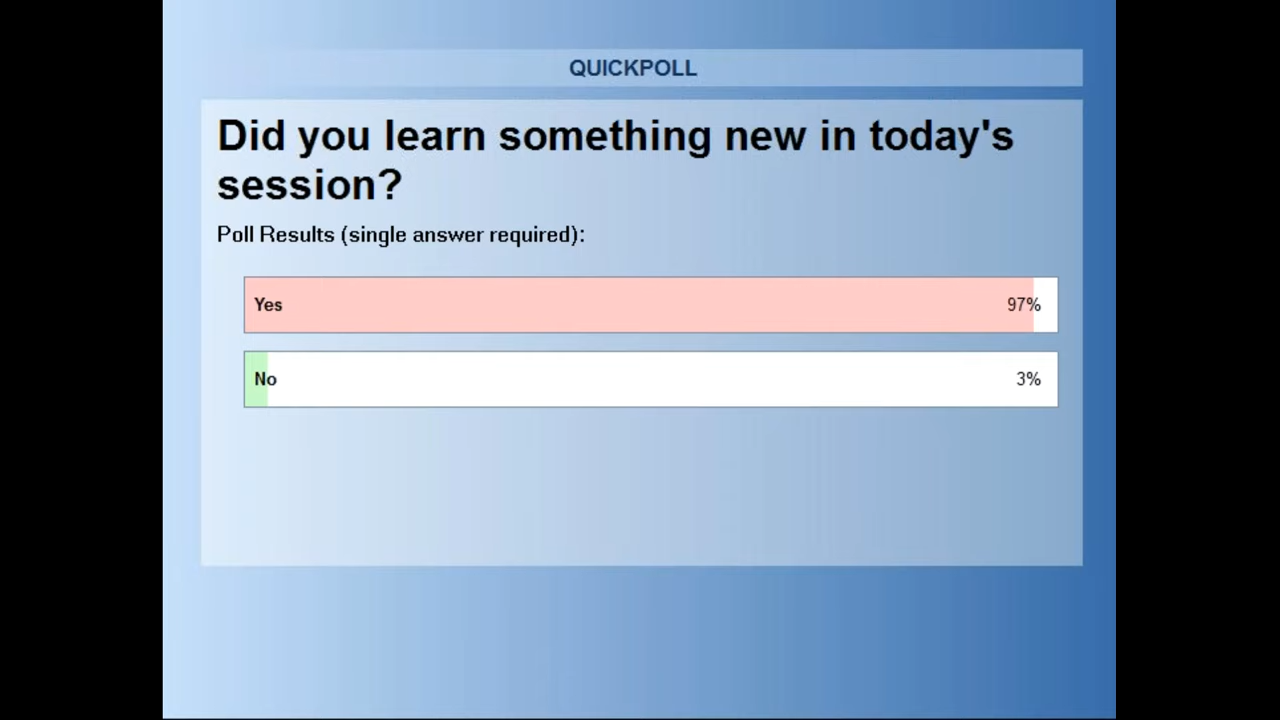 QUICKPOLL
Did you learn something new in today's
session?
Poll Results (single answer required):
Yes 97%
No 3%